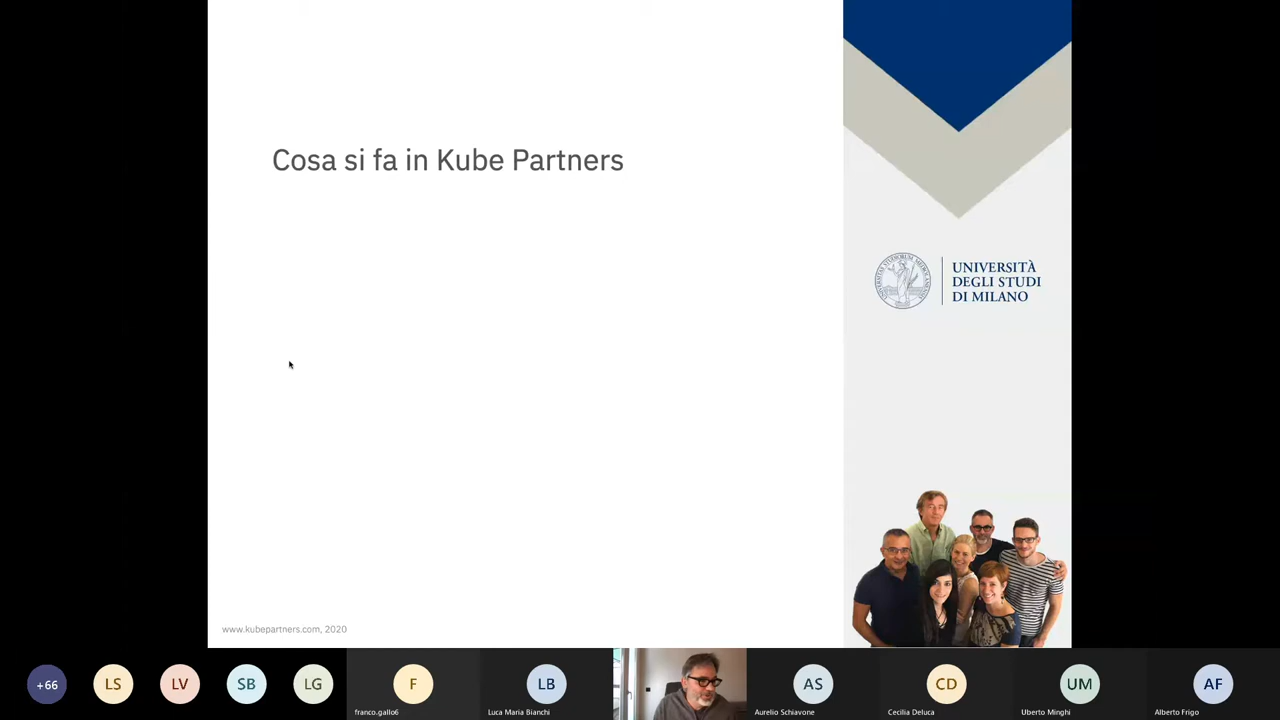 Cosa si fa in Kube Partners
UNIVERSITÀ
DEGLI STUDI
DI MILANO
www.kubepartners.com, 2020
+66
LS
LV
SB
LG
F
franco.gallo6
LB
Luca Maria Bianchi
AS
Aurelio Schiavone
CD
Cecilia Deluca
UM
Uberto Minghi
AF
Alberto Frigo